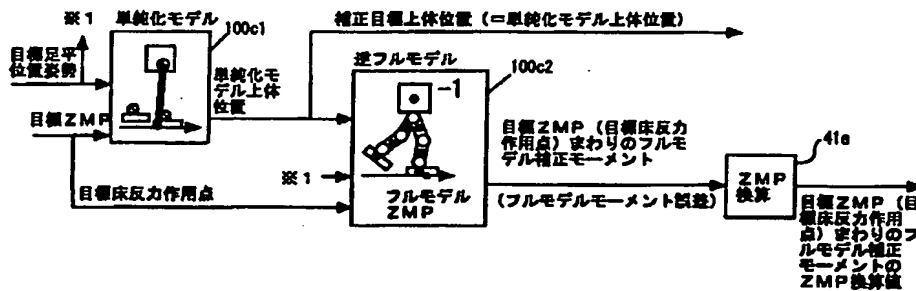 ※1
単純化モデル
100c1
補正目標上体位置（＝単純化モデル上体位置）
目標足平
位置姿勢
単純化モ
デル上体
位置
逆フルモデル
100c2
-1
目標ZMP
目標ZMP（目標床反力
作用点）まわりのフルモ
デル補正モーメント
41a
※1
目標床反力作用点
フルモデル
ZMP
（フルモデルモーメント誤差）
ZMP
換算
目標ZMP（目
標床反力作用
点）まわりのフ
ルモデル補正
モーメントの
ZMP換算値